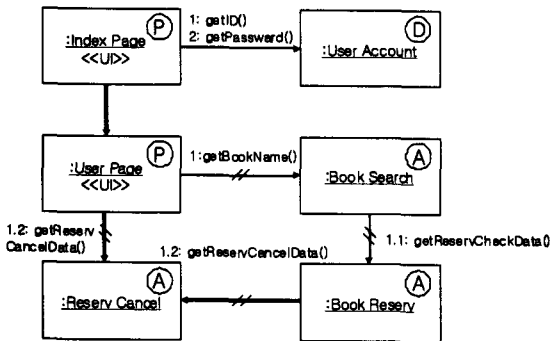 P
:Index Page
<<UI>>
1: getID()
2: getPassward()
D
:User Account
P
:User Page
<<UI>>
1:getBookName()
A
:Book Search
1.2: getReserv
CancelData()
1.2: getReservCancelData()
1.1: getReservCheckData()
A
:Reserv Cancel
A
:Book Reserv